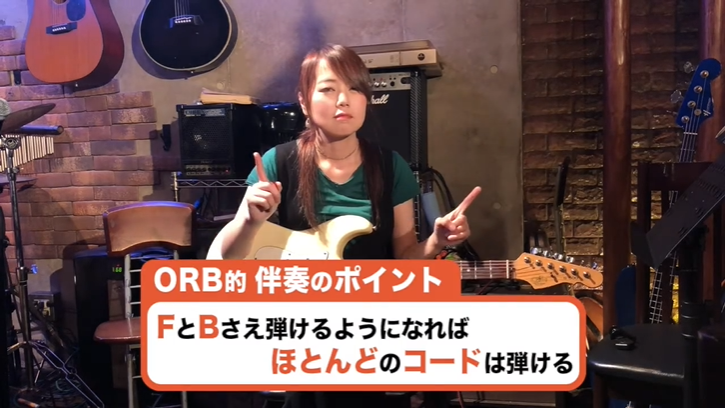 Marshall
ORB的 伴奏のポイント
FとBさえ弾けるようになれば
ほとんどのコードは弾ける